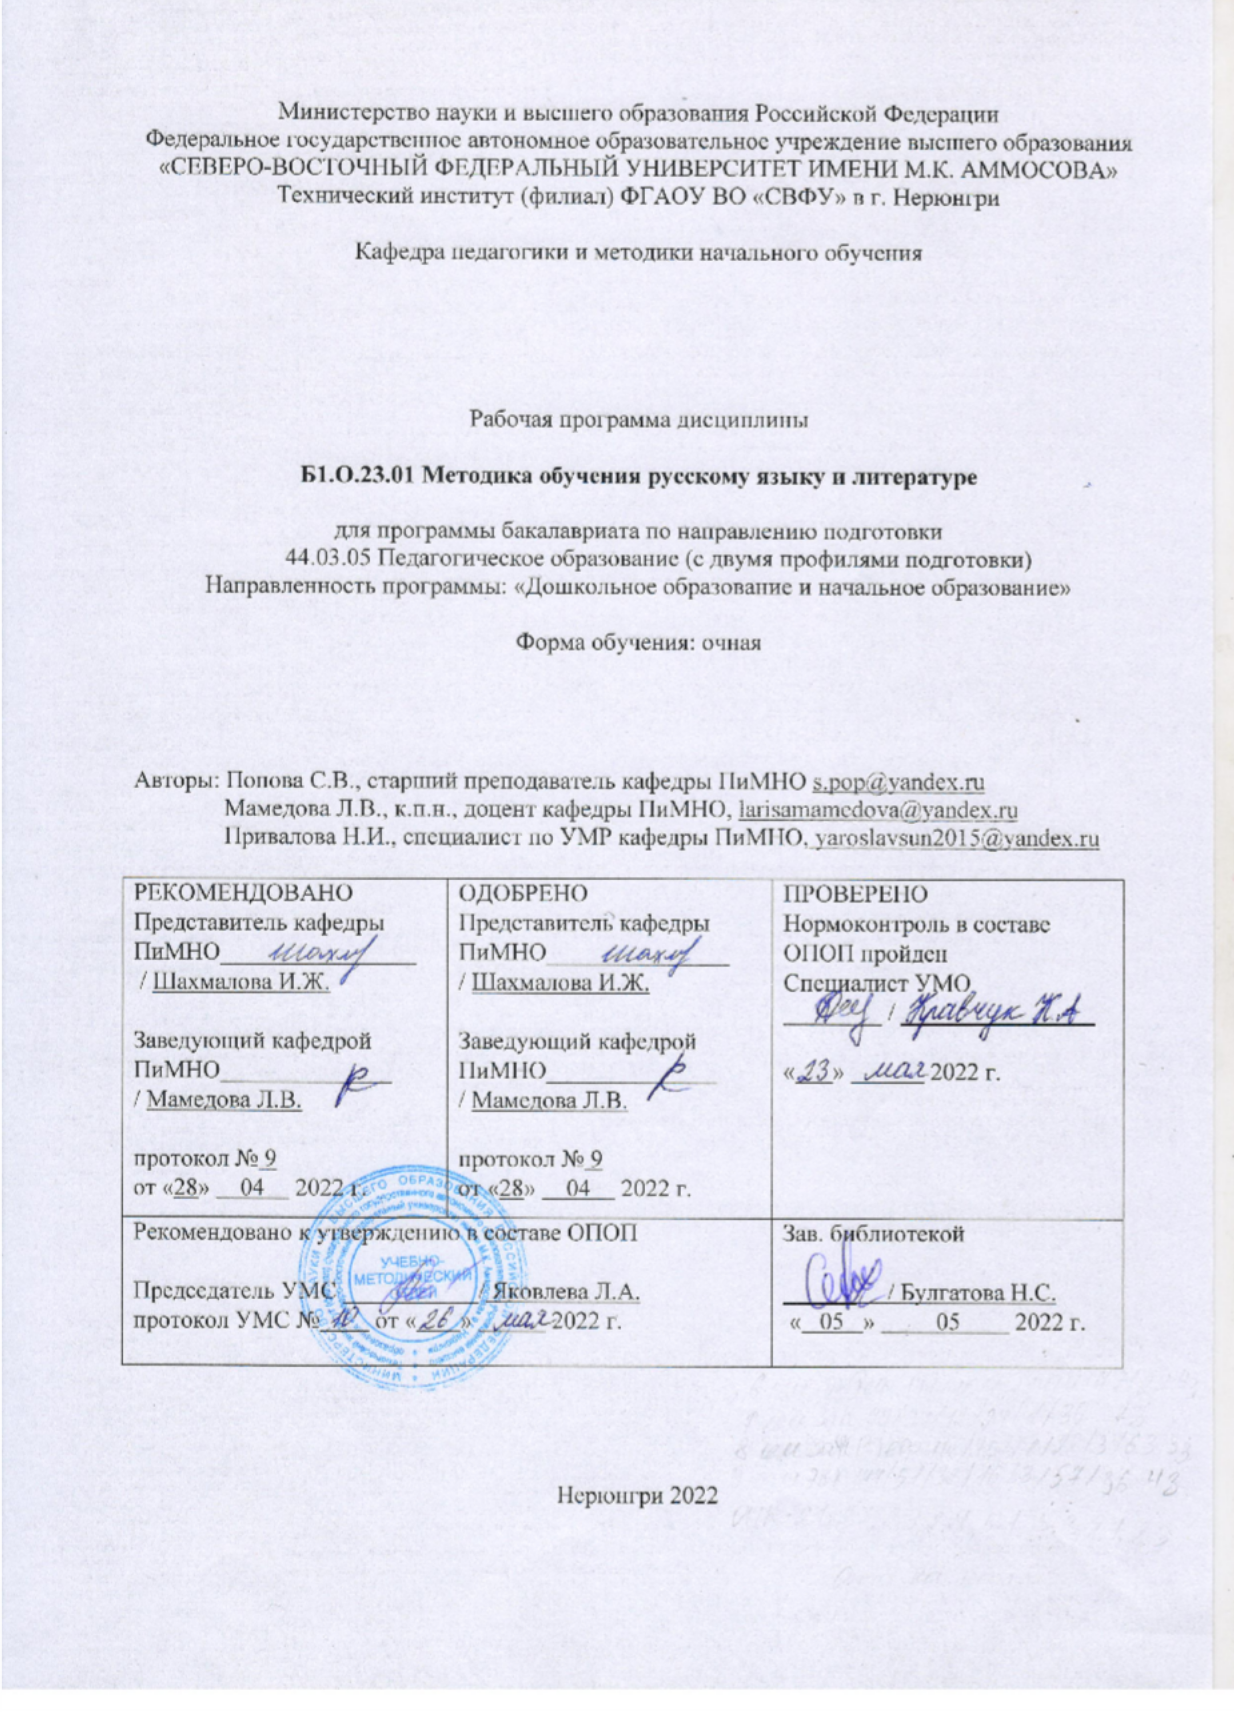 Министерство науки и высшего образования Российской Федерации
Федеральное государственное автономное образовательное учреждение высшего образования
«СЕВЕРО-ВОСТОЧНЫЙ ФЕДЕРАЛЬНЫЙ УНИВЕРСИТЕТ ИМЕНИ М.К. АММОСОВА»
Технический институт (филиал) ФГАОУ ВО «СВФУ» в г. Нерюнгри
Кафедра педагогики и методики начального обучения
Рабочая программа дисциплины
Б1.О.23.01 Методика обучения русскому языку и литературе
для программы бакалавриата по направлению подготовки
44.03.05 Педагогическое образование (с двумя профилями подготовки)
Направленность программы: «Дошкольное образование и начальное образование»
Форма обучения: очная
Авторы: Попова С.В., старший преподаватель кафедры ПиМНО s.pop@yandex.ru
Мамедова Л.В., к.п.н., доцент кафедры ПиМНО, larisamamedova@yandex.ru
Привалова Н.И., специалист по УМР кафедры ПиМНО, yaroslavsun2015@yandex.ru
РЕКОМЕНДОВАНО
Представитель кафедры
ПиМНО
/ Шахмалова И.Ж.
Заведующий кафедрой
ПиМНО
/ Мамедова Л.В.
протокол № 9
от «28» 04 2022 г.
ОДОБРЕНО
Представитель кафедры
ПиМНО
/ Шахмалова И.Ж.
Заведующий кафедрой
ПиМНО
/ Мамедова Л.В.
протокол № 9
от «28» 04 2022 г.
ПРОВЕРЕНО
Нормоконтроль в составе
ОПОП пройден
Специалист УМО
/ Кравчук Н.А
«23» мая 2022 г.
Рекомендовано к утверждению в составе ОПОП
Председатель УМС / Яковлева Л.А.
протокол УМС № 10 от «26» мая 2022 г.
УЧЕБНО-
МЕТОДИЧЕСКИЙ
Зав. библиотекой
/ Булгатова Н.С.
«05» 05 2022 г.
Нерюнгри 2022